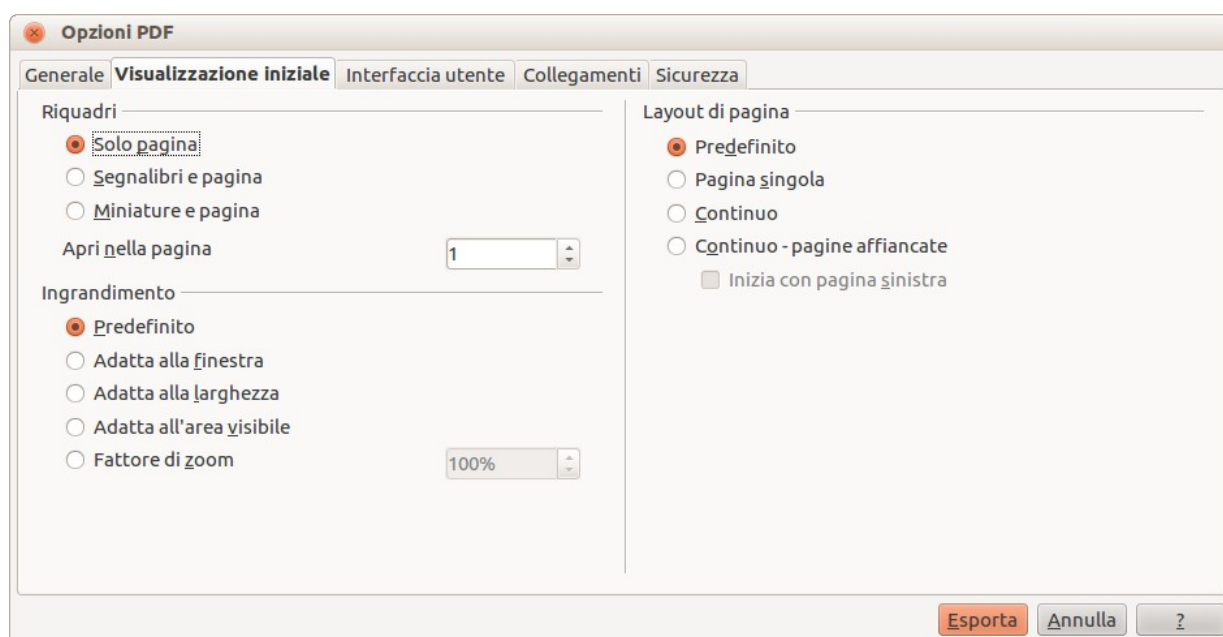 Opzioni PDF
Generale Visualizzazione iniziale Interfaccia utente Collegamenti Sicurezza
Riquadri
Solo pagina
Segnalibri e pagina
Miniature e pagina
Apri nella pagina 1
Ingrandimento
Predefinito
Adatta alla finestra
Adatta alla larghezza
Adatta all'area visibile
Fattore di zoom 100%
Layout di pagina
Predefinito
Pagina singola
Continuo
Continuo - pagine affiancate
Inizia con pagina sinistra
Esporta Annulla ?